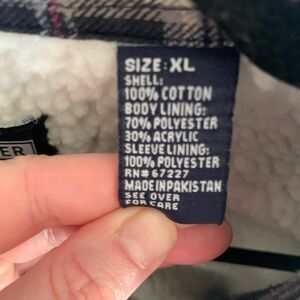 ER
SIZE: XL
SHELL:
100% COTTON
BODY LINING:
70% POLYESTER
30% ACRYLIC
SLEEVE LINING:
100% POLYESTER
RN# 67227
MADE IN PAKISTAN
SEE OVER
FOR CARE